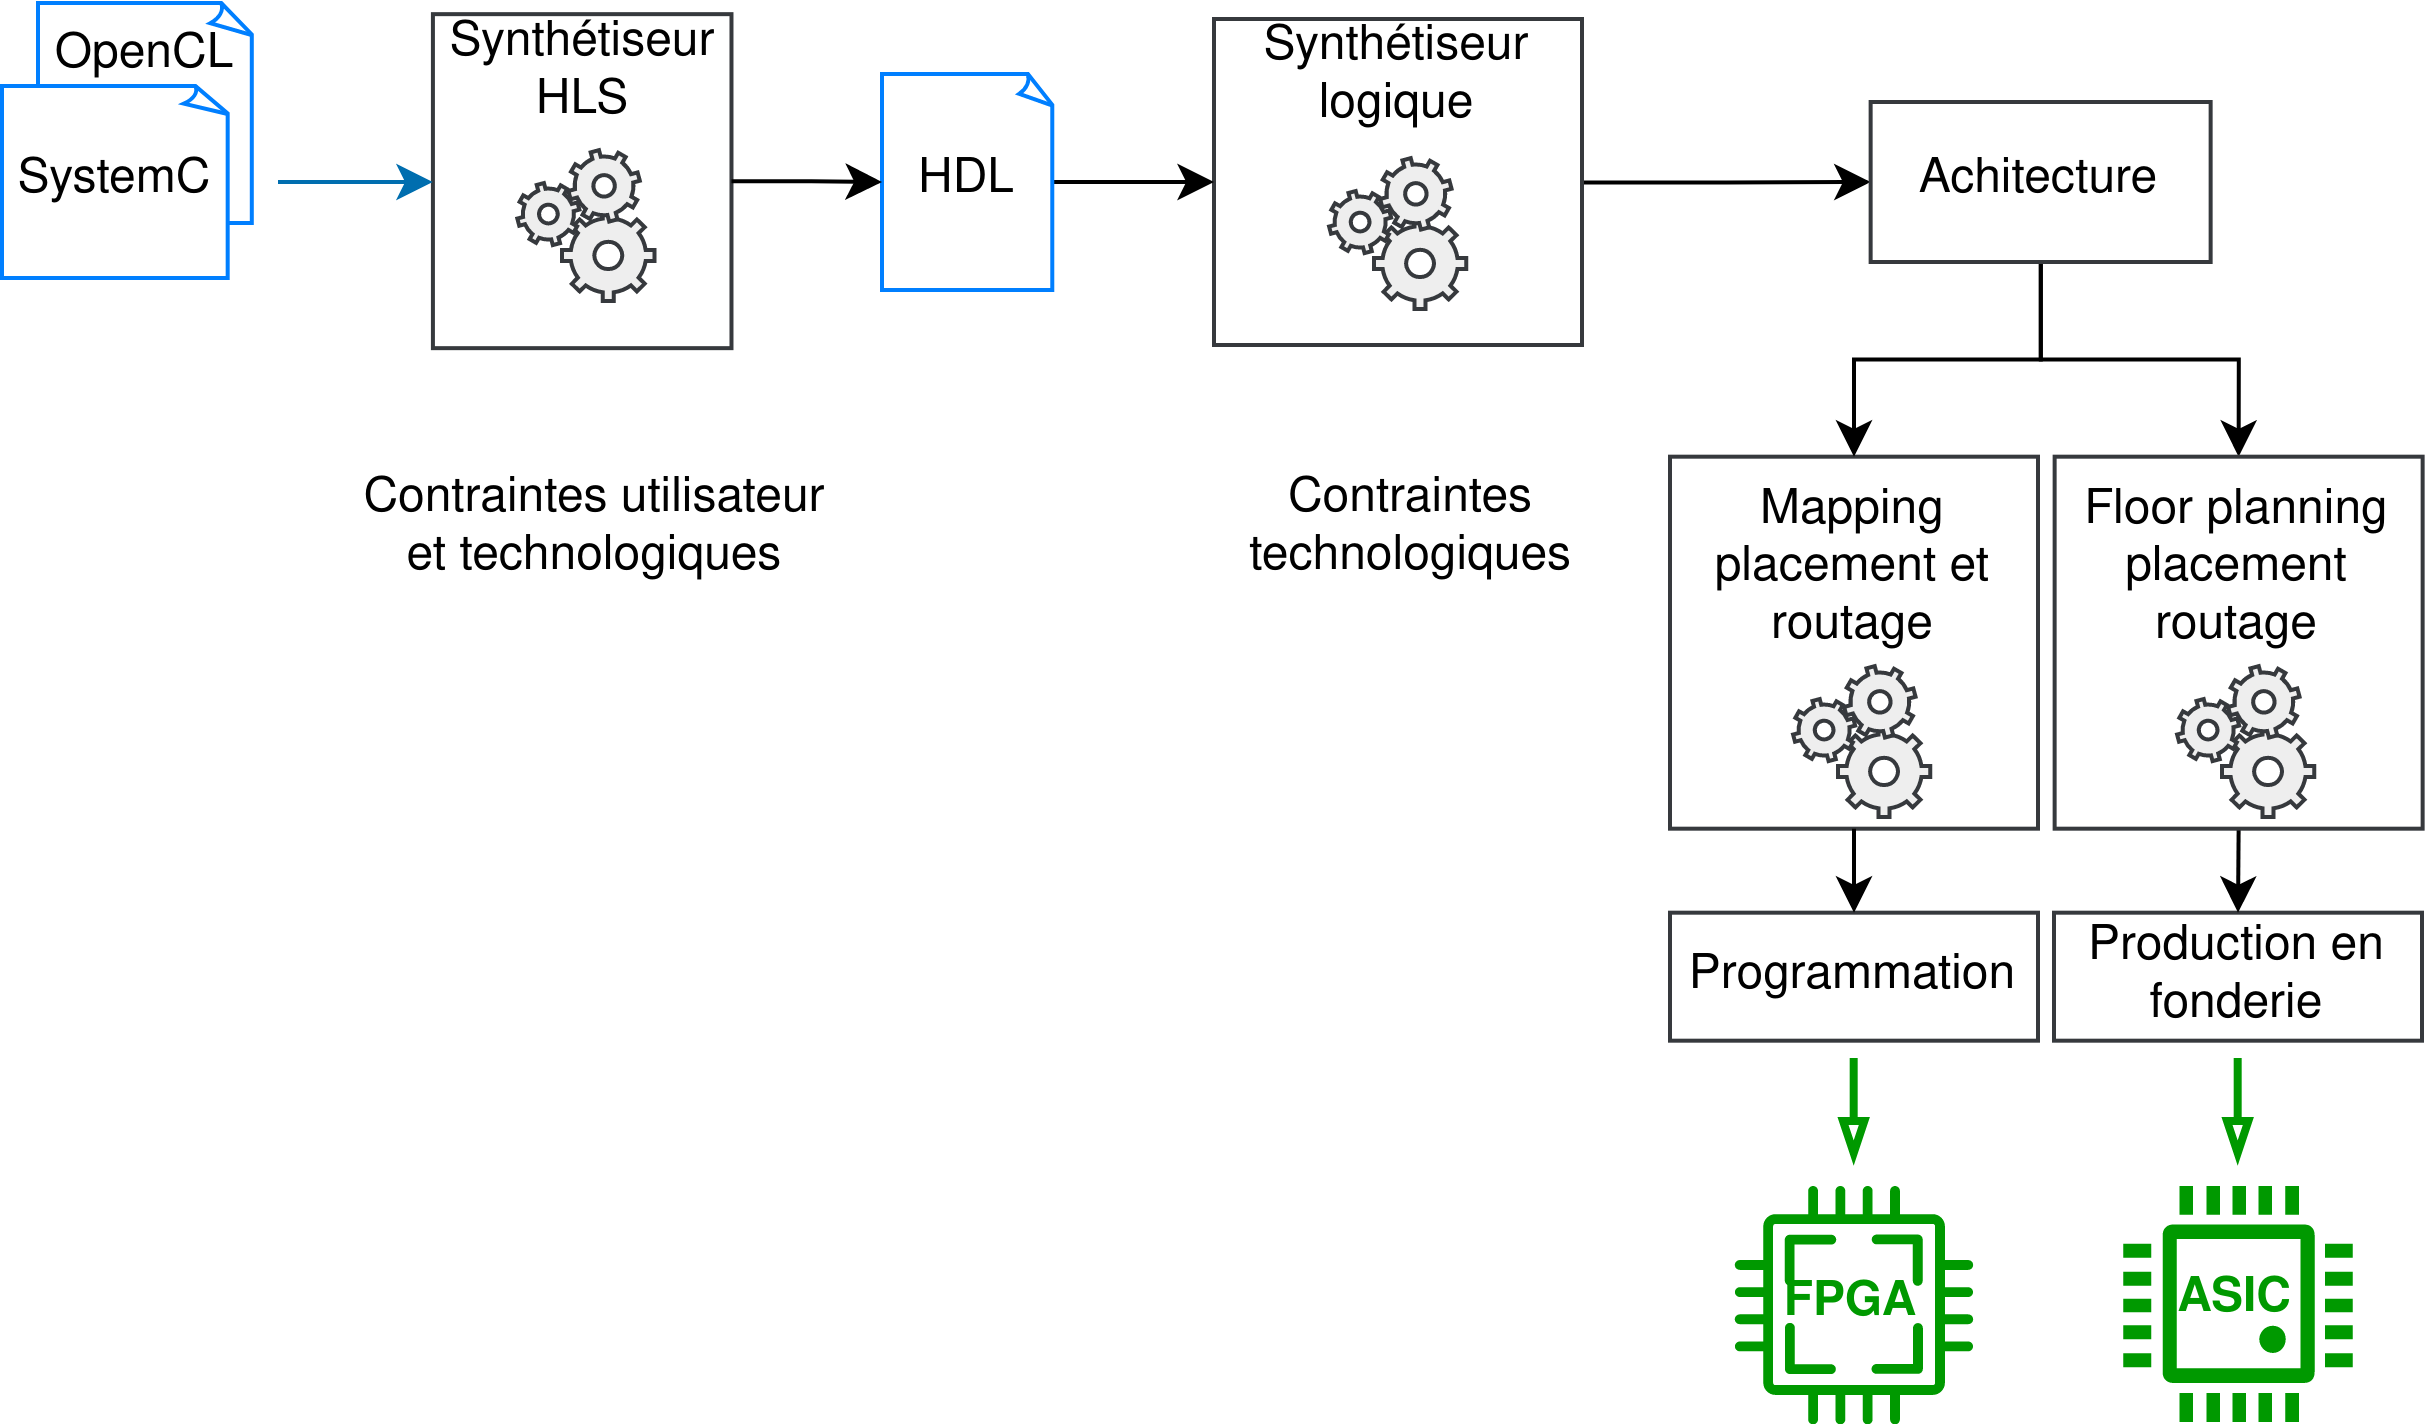 OpenCL
SystemC
Synthétiseur
HLS
HDL
Synthétiseur
logique
Achitecture
Contraintes utilisateur
et technologiques
Contraintes
technologiques
Mapping
placement et
routage
Floor planning
placement
routage
Programmation
Production en
fonderie
FPGA
ASIC